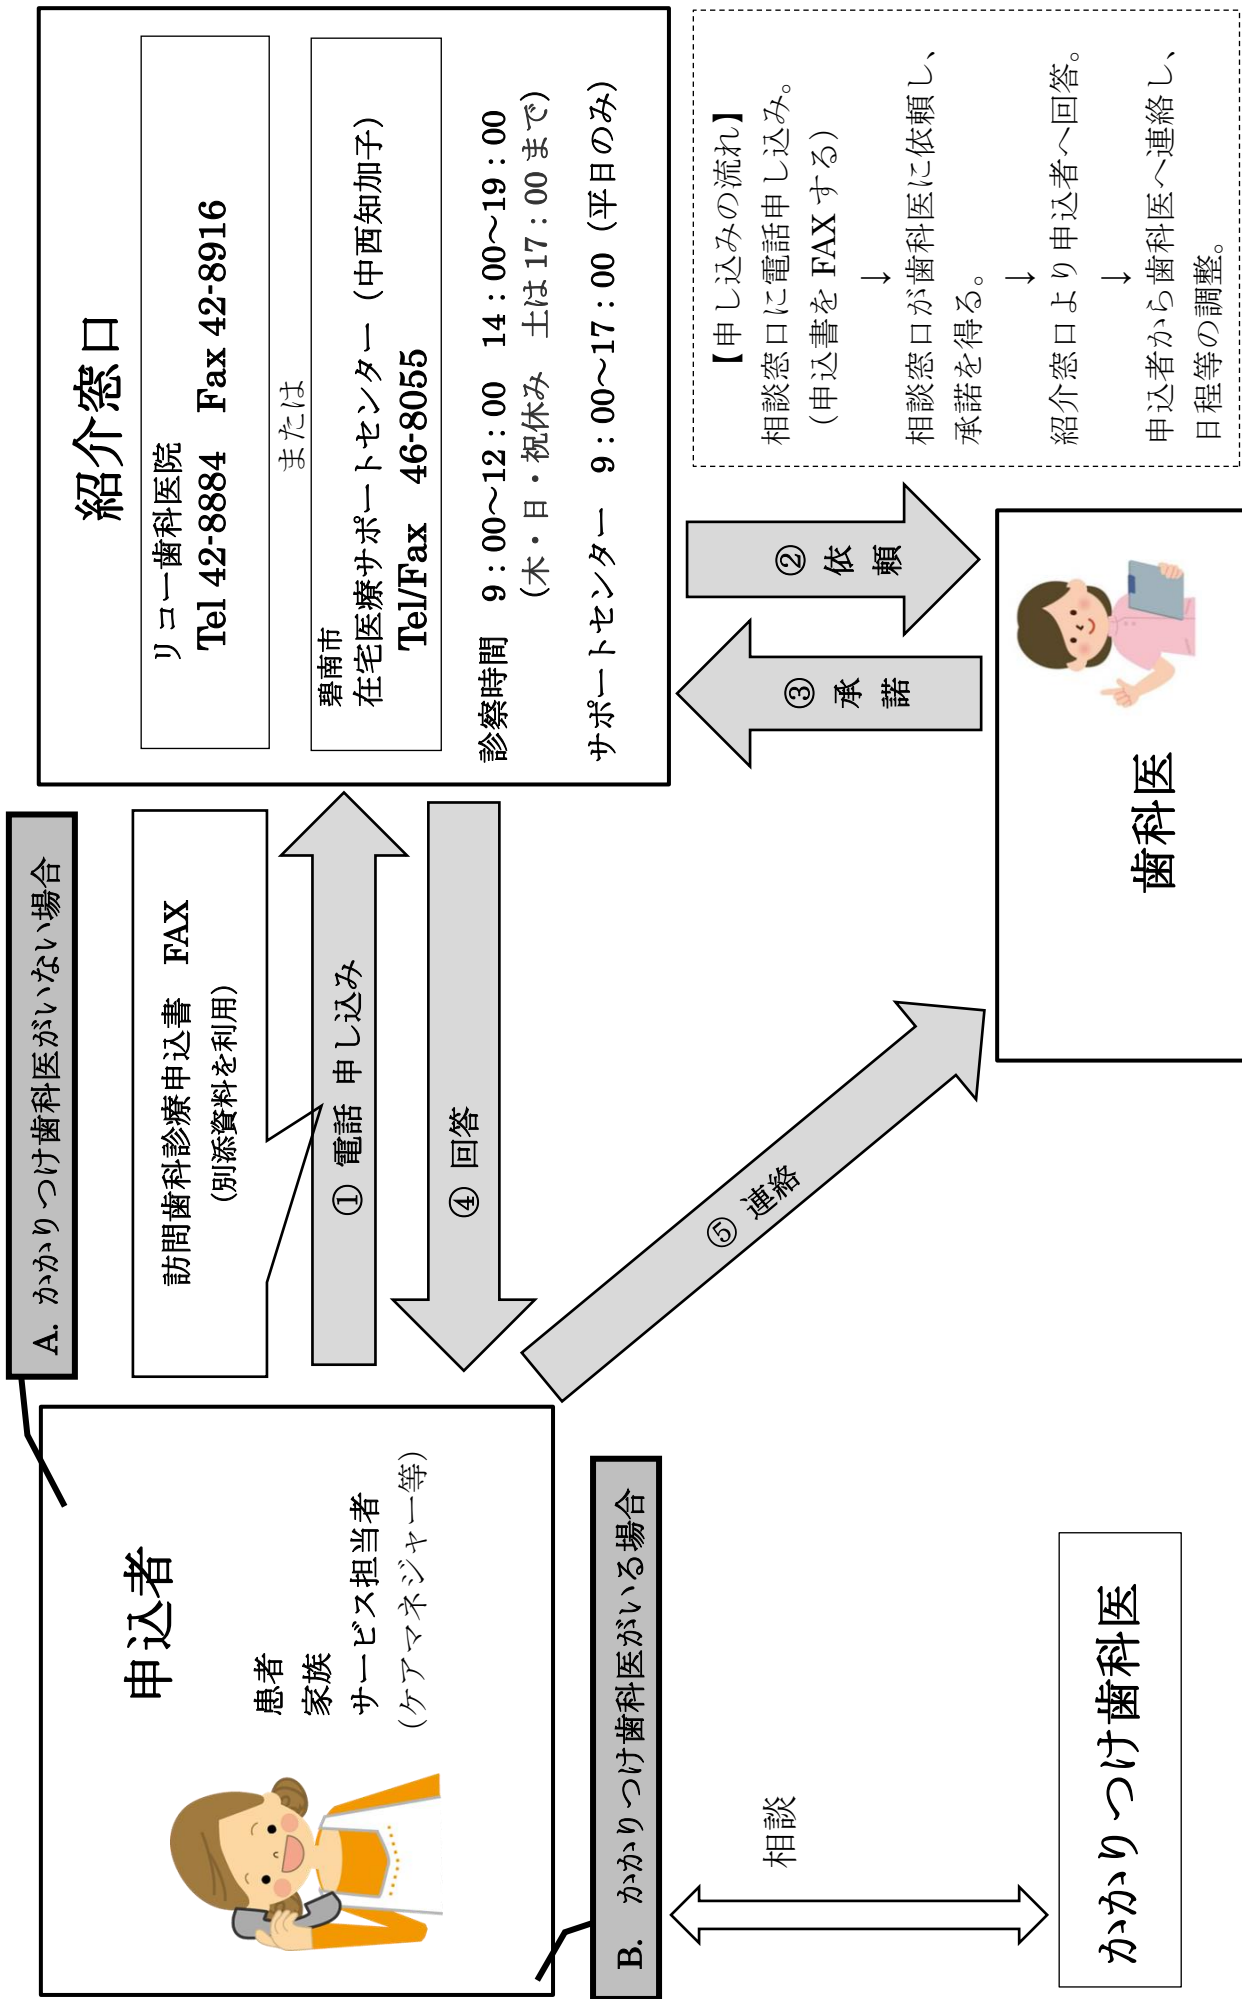 A. かかりつけ歯科医がいない場合
申込者
患者
家族
サービス担当者
（ケアマネジャー等）
訪問歯科診療申込書　FAX
（別添資料を利用）
① 電話 申し込み
④ 回答
⑤ 連絡
紹介窓口
リコー歯科医院
Tel 42-8884　Fax 42-8916
または
碧南市
在宅医療サポートセンター（中西知加子）
Tel/Fax　46-8055
診察時間　9：00～12：00　14：00～19：00
（木・日・祝休み　土は 17：00 まで）
サポートセンター　9：00～17：00（平日のみ）
② 依頼
③ 承諾
【申し込みの流れ】
相談窓口に電話申し込み。
（申込書を FAX する）
↓
相談窓口が歯科医に依頼し、
承諾を得る。
↓
紹介窓口より申込者へ回答。
↓
申込者から歯科医へ連絡し、
日程等の調整。
歯科医
B.　かかりつけ歯科医がいる場合
相談
かかりつけ歯科医